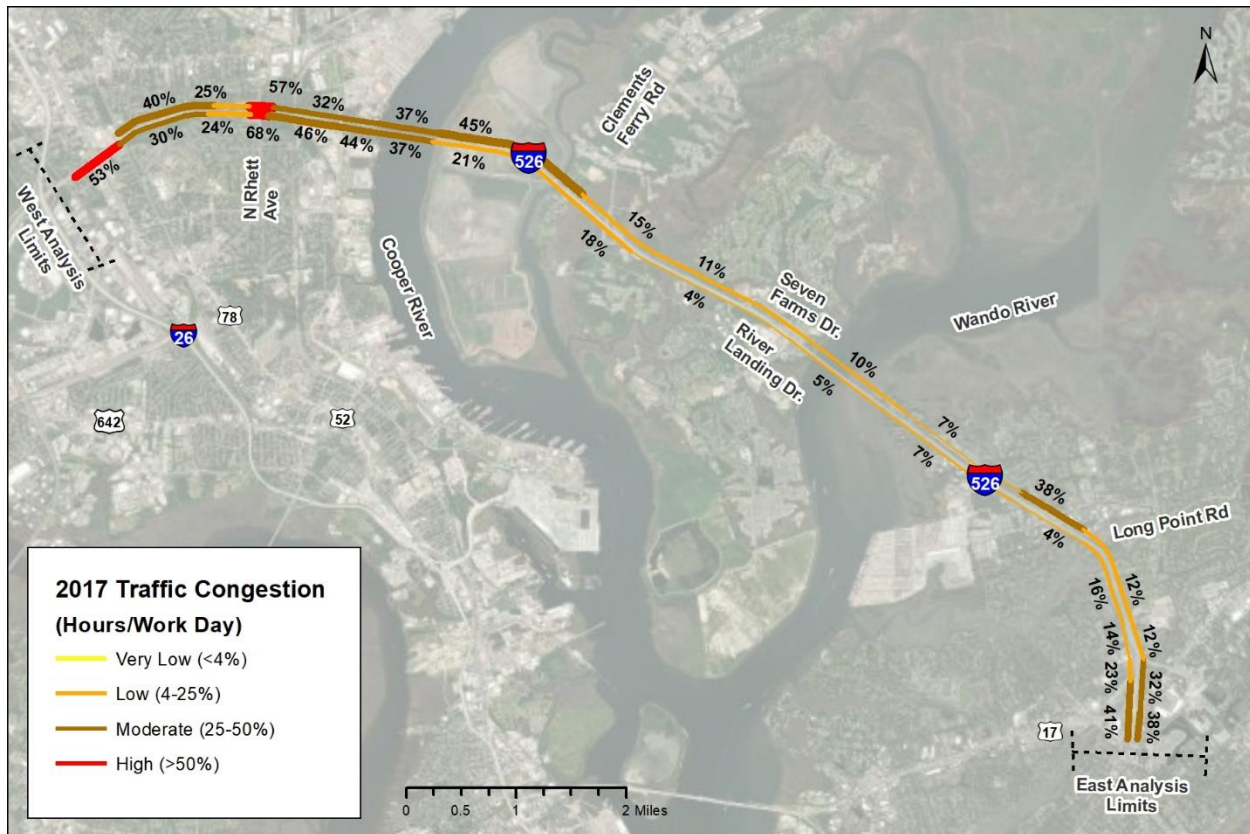 N
40%
25%
57%
32%
37%
45%
30%
24%
68%
46%
44%
37%
21%
53%
West Analysis
Limits
N Rhett
Ave
Cooper River
Clements
Ferry Rd
526
15%
18%
11%
4%
Seven
Farms Dr.
River
Landing Dr.
Wando River
10%
5%
7%
7%
526
38%
4%
Long Point Rd
12%
16%
12%
14%
32%
23%
38%
41%
78
26
642
52
17
East Analysis
Limits
2017 Traffic Congestion
(Hours/Work Day)
Very Low (<4%)
Low (4-25%)
Moderate (25-50%)
High (>50%)
0 0.5 1 2 Miles